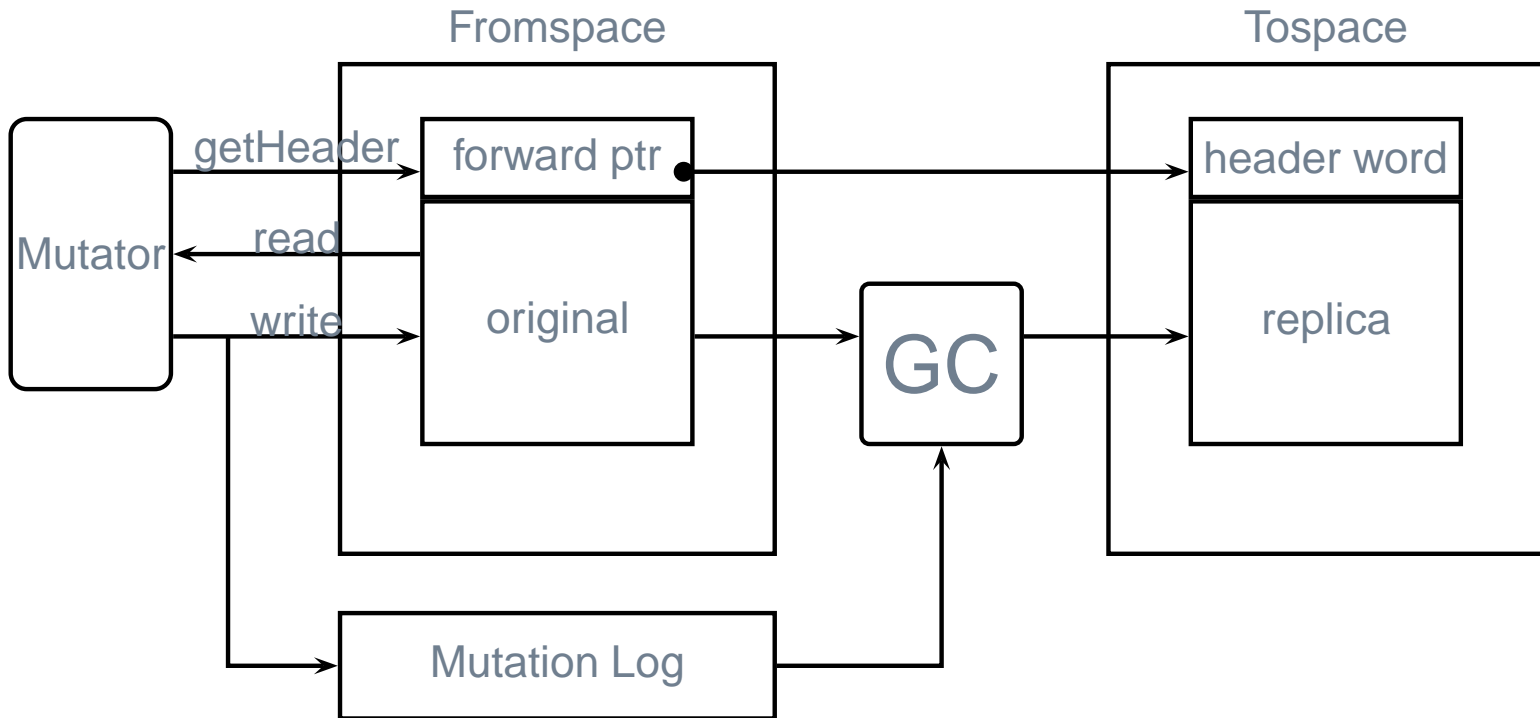 Fromspace
Tospace
getHeader
forward ptr
header word
Mutator
read
write
original
GC
replica
Mutation Log